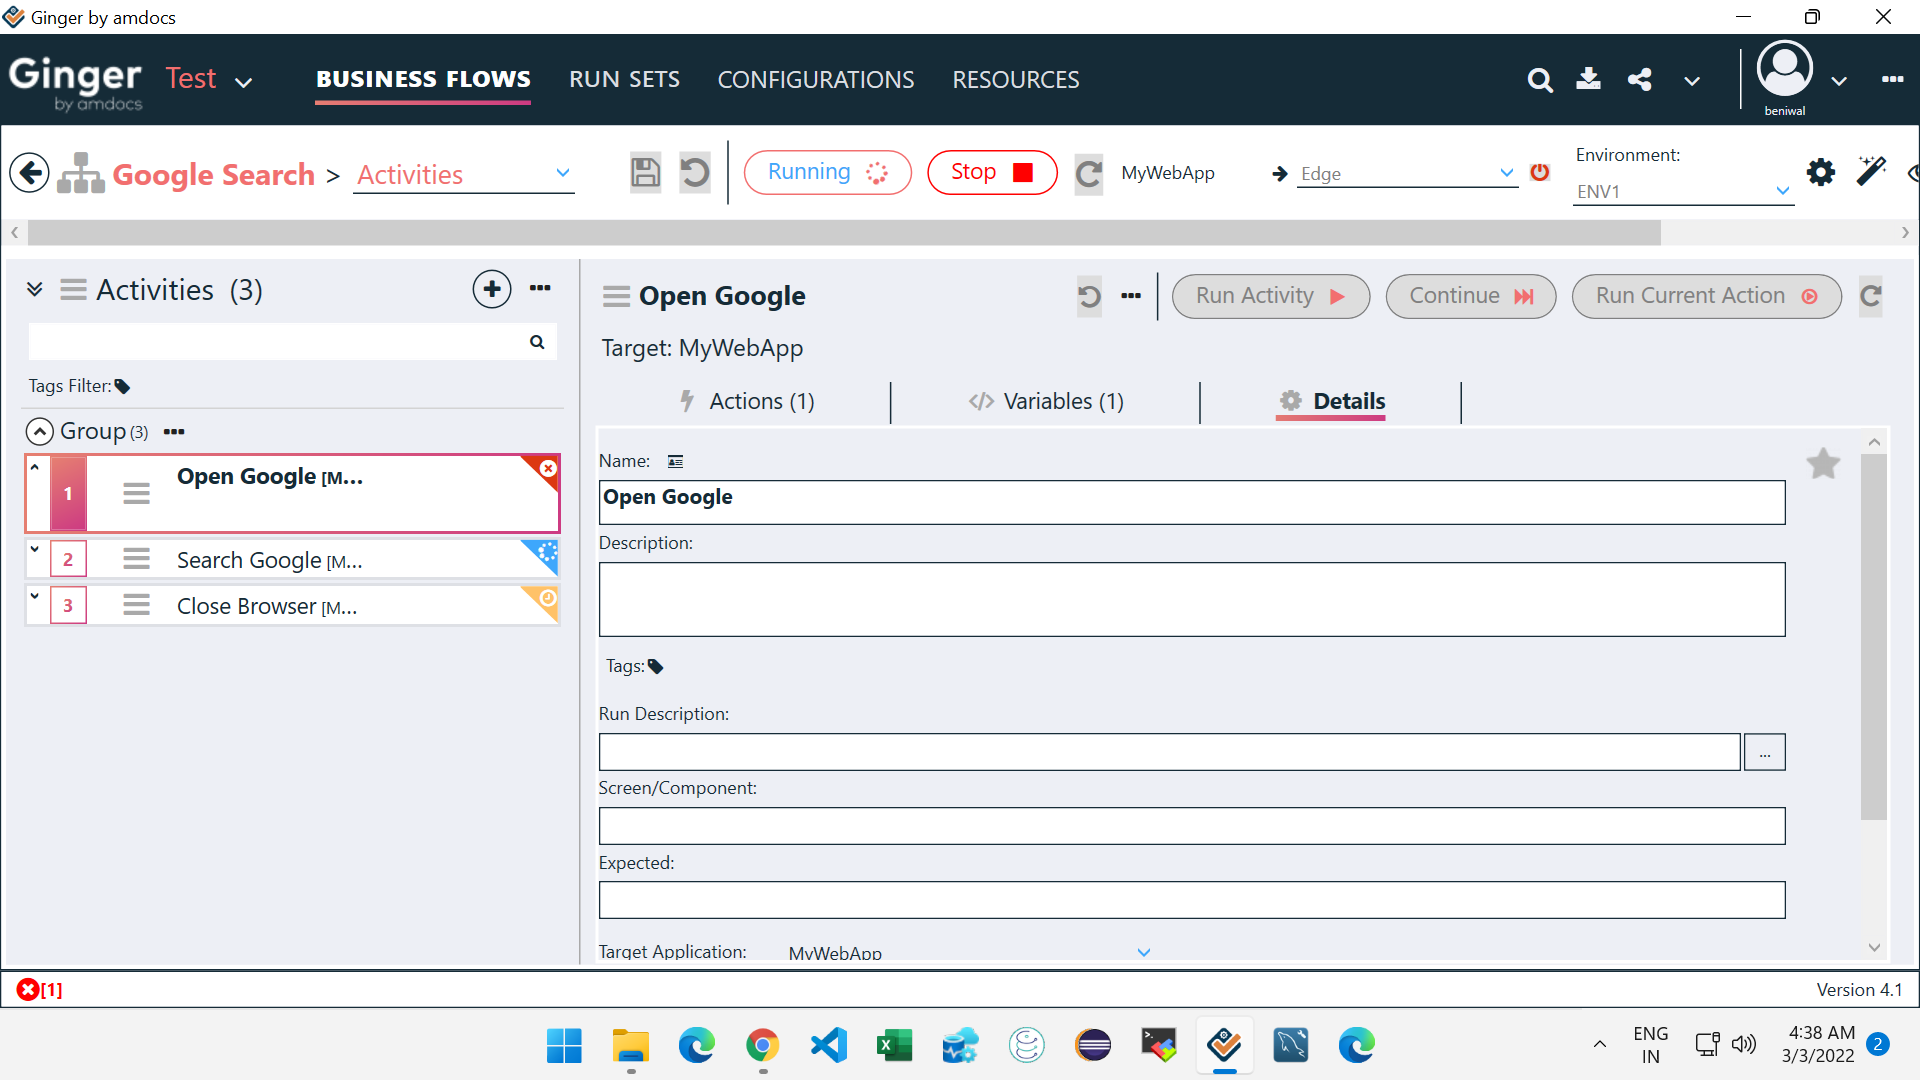 Ginger by amdocs
Ginger
by amdocs
Test
BUSINESS FLOWS
RUN SETS
CONFIGURATIONS
RESOURCES
beniwal
Google Search > Activities
Running
Stop
MyWebApp
Edge
Environment:
ENV1
Activities (3)
Tags Filter:
Group (3)
1 Open Google [M...
2 Search Google [M...
3 Close Browser [M...
Open Google
Run Activity
Continue
Run Current Action
Target: MyWebApp
Actions (1)
Variables (1)
Details
Name:
Open Google
Description:
Tags:
Run Description:
...
Screen/Component:
Expected:
Target Application: MyWebApp
[1]
Version 4.1
ENG
IN
4:38 AM
3/3/2022
2